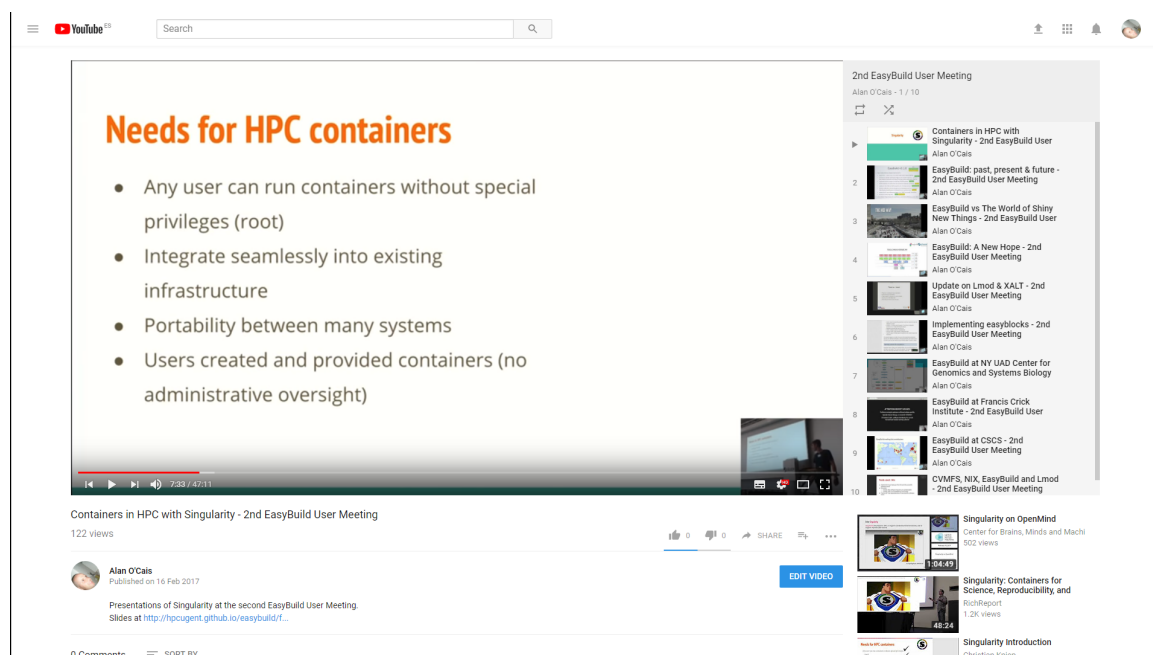 YouTube ES
Search
Needs for HPC containers
• Any user can run containers without special
privileges (root)
• Integrate seamlessly into existing
infrastructure
• Portability between many systems
• Users created and provided containers (no
administrative oversight)
7:33 / 47:11
Containers in HPC with Singularity - 2nd EasyBuild User Meeting
122 views
0
0
SHARE
Alan O'Cais
Published on 16 Feb 2017
EDIT VIDEO
Presentations of Singularity at the second EasyBuild User Meeting.
Slides at http://hpcugent.github.io/easybuild/f...
0 Comments
SORT BY
2nd EasyBuild User Meeting
Alan O'Cais - 1 / 10
Containers in HPC with
Singularity - 2nd EasyBuild User
Alan O'Cais
2
EasyBuild: past, present & future -
2nd EasyBuild User Meeting
Alan O'Cais
3
EasyBuild vs The World of Shiny
New Things - 2nd EasyBuild User
Alan O'Cais
4
EasyBuild: A New Hope - 2nd
EasyBuild User Meeting
Alan O'Cais
5
Update on Lmod & XALT - 2nd
EasyBuild User Meeting
Alan O'Cais
6
Implementing easyblocks - 2nd
EasyBuild User Meeting
Alan O'Cais
7
EasyBuild at NY UAD Center for
Genomics and Systems Biology
Alan O'Cais
8
EasyBuild at Francis Crick
Institute - 2nd EasyBuild User
Alan O'Cais
9
EasyBuild at CSCS - 2nd
EasyBuild User Meeting
Alan O'Cais
10
CVMFS, NIX, EasyBuild and Lmod
- 2nd EasyBuild User Meeting
1:04:49
Singularity on OpenMind
Center for Brains, Minds and Machi
502 views
48:24
Singularity: Containers for
Science, Reproducibility, and
RichReport
1.2K views
Needs for HPC containers
Singularity Introduction